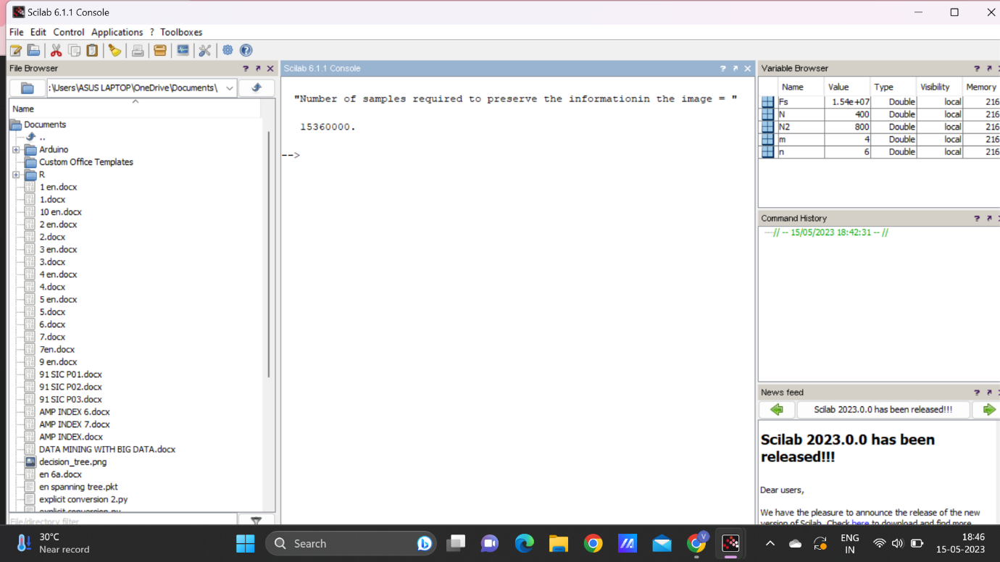 Scilab 6.1.1 Console
File Edit Control Applications ? Toolboxes
File Browser
:\Users\ASUS LAPTOP\OneDrive\Documents\
Name
Documents
..
Arduino
Custom Office Templates
R
1 en.docx
1.docx
10 en.docx
2 en.docx
2.docx
3 en.docx
3.docx
4 en.docx
4.docx
5 en.docx
5.docx
6.docx
7.docx
7en.docx
9 en.docx
91 SIC P01.docx
91 SIC P02.docx
91 SIC P03.docx
AMP INDEX 6.docx
AMP INDEX 7.docx
AMP INDEX.docx
DATA MINING WITH BIG DATA.docx
decision_tree.png
en 6a.docx
en spanning tree.pkt
explicit conversion 2.py
explicit conversion.py
File/directory filter
Scilab 6.1.1 Console
"Number of samples required to preserve the informationin the image = "
15360000.
-->
Variable Browser
Name Value Type Visibility Memory
Fs 1.54e+07 Double local 216
N 400 Double local 216
N2 800 Double local 216
m 4 Double local 216
n 6 Double local 216
Command History
// -- 15/05/2023 18:42:31 -- //
News feed
Scilab 2023.0.0 has been released!!!
Scilab 2023.0.0 has been
released!!!
Dear users,
We have the pleasure to announce the release of the new
version of Scilab. Check here to download and find more
30°C
Near record
Search
ENG
IN
18:46
15-05-2023